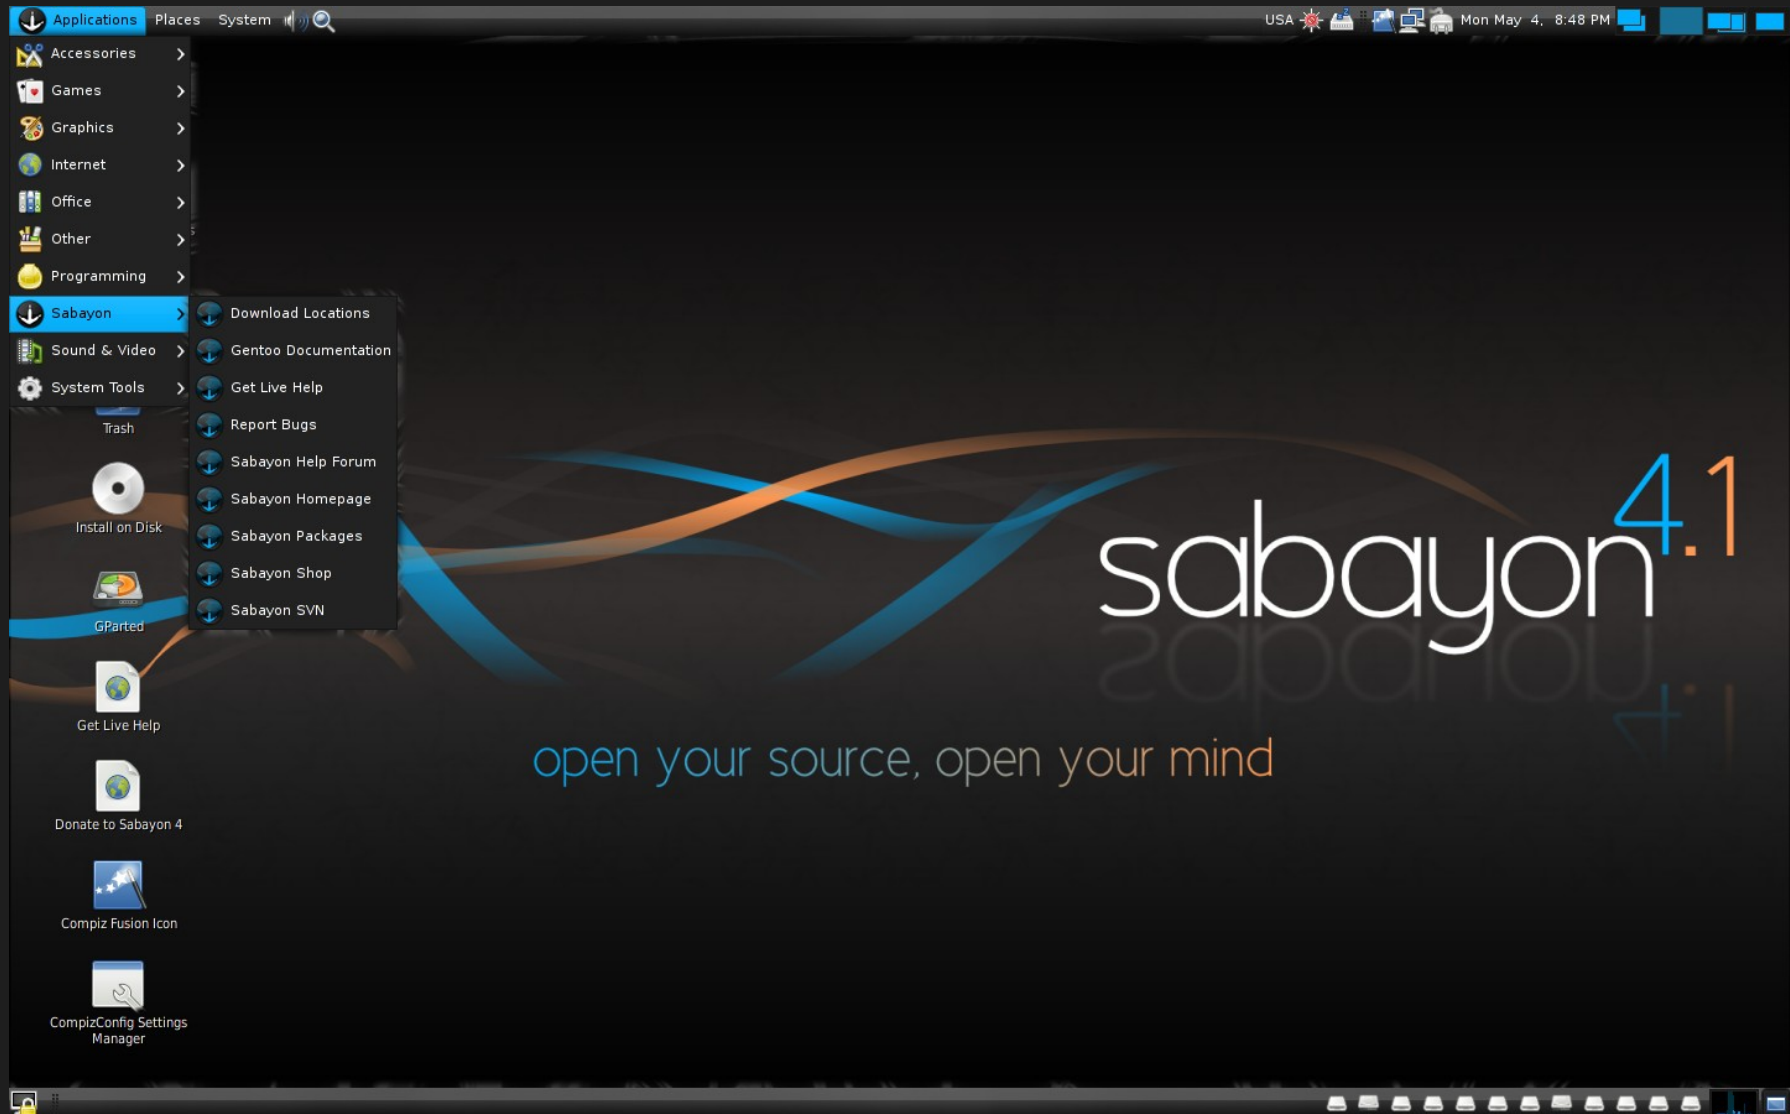 Applications Places System
USA Mon May 4, 8:48 PM
Accessories
Games
Graphics
Internet
Office
Other
Programming
Sabayon
Sound & Video
System Tools
Download Locations
Gentoo Documentation
Get Live Help
Report Bugs
Sabayon Help Forum
Sabayon Homepage
Sabayon Packages
Sabayon Shop
Sabayon SVN
Trash
Install on Disk
GParted
Get Live Help
Donate to Sabayon 4
Compiz Fusion Icon
CompizConfig Settings
Manager
sabayon 4.1
open your source, open your mind